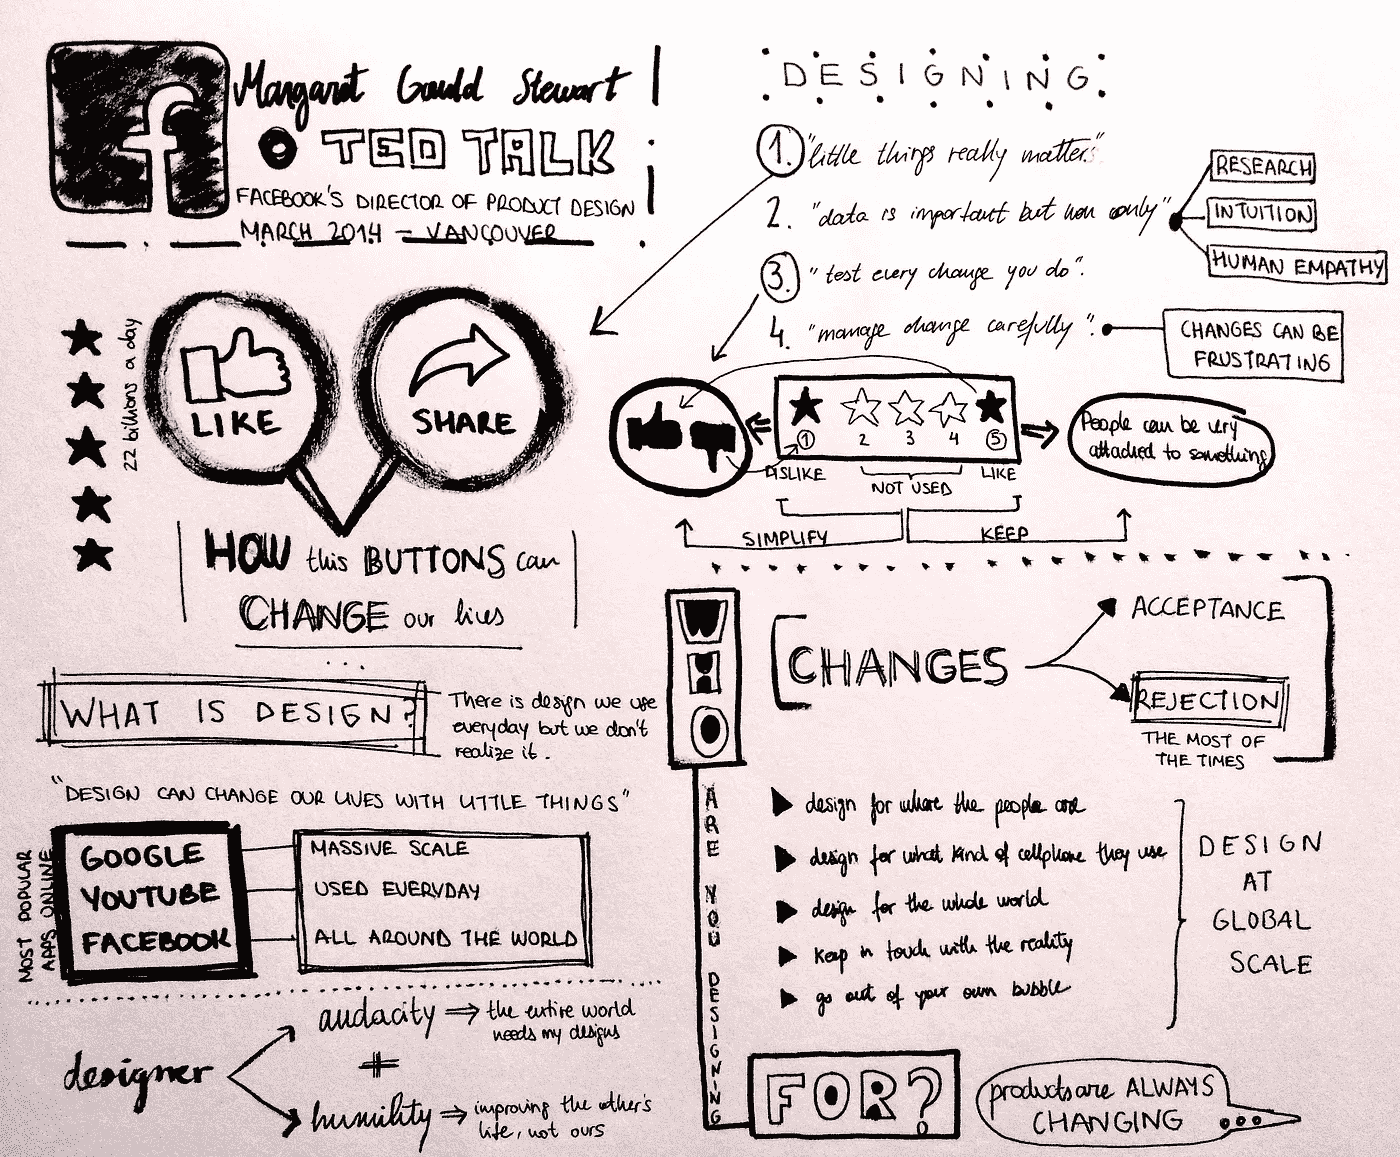 f
Margaret Gould Stewart
TED TALK
FACEBOOK'S DIRECTOR OF PRODUCT DESIGN
MARCH 2014 - VANCOUVER
22 billions a day
LIKE
SHARE
HOW this BUTTONS can
CHANGE our lives
WHAT IS DESIGN?
There is design we use
everyday but we don't
realize it.
"DESIGN CAN CHANGE OUR LIVES WITH LITTLE THINGS"
MOST POPULAR
APPS ONLINE
GOOGLE
YOUTUBE
FACEBOOK
MASSIVE SCALE
USED EVERYDAY
ALL AROUND THE WORLD
designer
audacity ⇒ the entire world
needs my designs
+
humility ⇒ improving the other's
life, not ours
DESIGNING
1. "little things really matters"
2. "data is important but non only"
RESEARCH
INTUITION
HUMAN EMPATHY
3. "test every change you do".
4. "manage change carefully".
CHANGES CAN BE
FRUSTRATING
1 2 3 4 5
DISLIKE
NOT USED
LIKE
People can be very
attached to something
SIMPLIFY
KEEP
CHANGES
ACCEPTANCE
REJECTION
THE MOST OF
THE TIMES
WHO
ARE YOU DESIGNING
FOR?
design for where the people are
design for what kind of cellphone they use
design for the whole world
keep in touch with the reality
go out of your own bubble
DESIGN
AT
GLOBAL
SCALE
products are ALWAYS
CHANGING